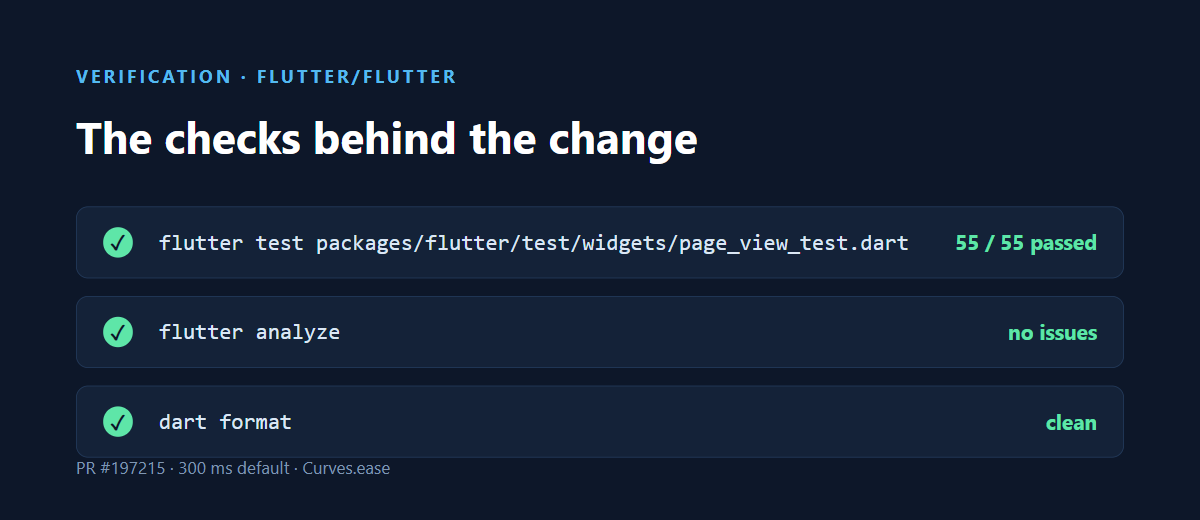 VERIFICATION · FLUTTER/FLUTTER
The checks behind the change
✓ flutter test packages/flutter/test/widgets/page_view_test.dart 55 / 55 passed
✓ flutter analyze no issues
✓ dart format clean
PR #197215 · 300 ms default · Curves.ease